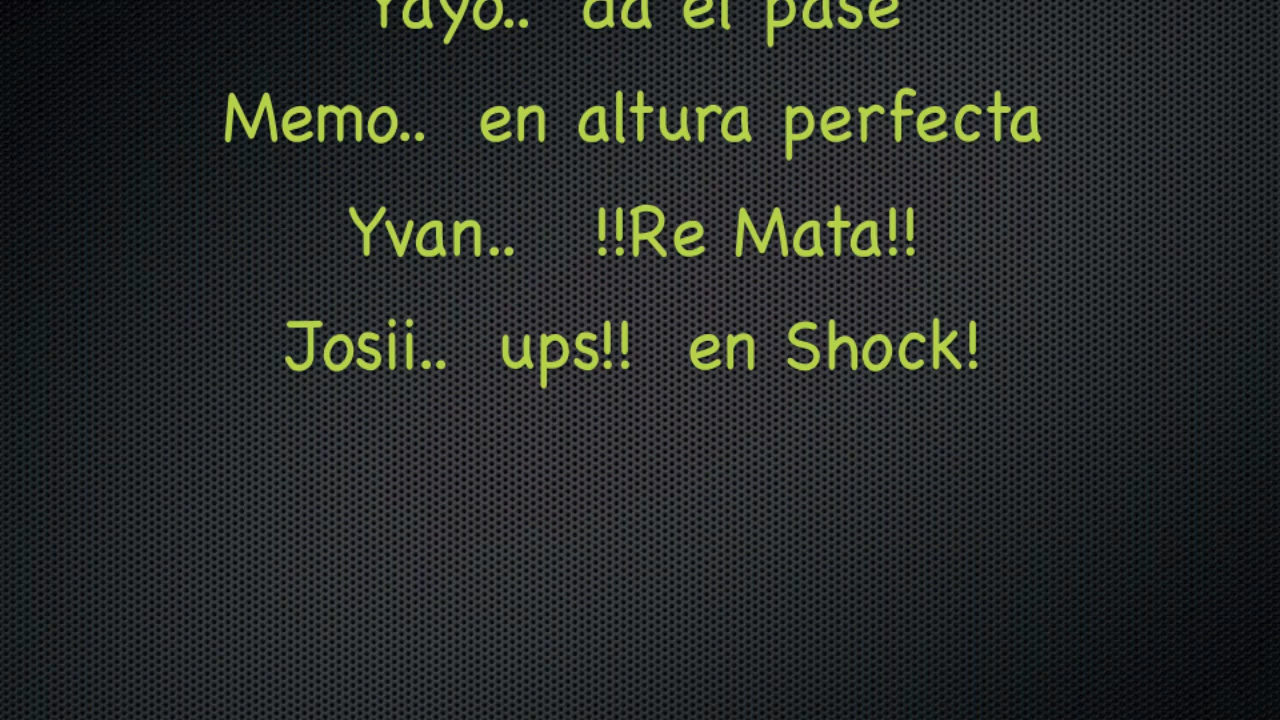 Yayo.. da el pase
Memo.. en altura perfecta
Yvan.. !!Re Mata!!
Josii.. ups!! en Shock!